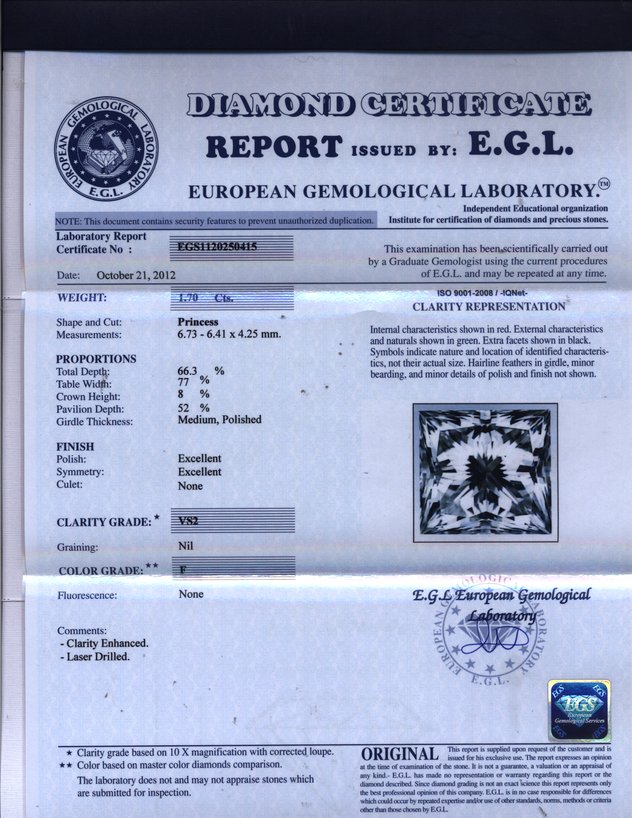 EUROPEAN GEMOLOGICAL LABORATORY
E.G.L.
DIAMOND CERTIFICATE
REPORT ISSUED BY: E.G.L.
EUROPEAN GEMOLOGICAL LABORATORY.™
Independent Educational organization
NOTE: This document contains security features to prevent unauthorized duplication.
Institute for certification of diamonds and precious stones.
Laboratory Report
Certificate No : EGS1120250415
This examination has been scientifically carried out
by a Graduate Gemologist using the current procedures
of E.G.L. and may be repeated at any time.
Date: October 21, 2012
ISO 9001-2008 / -IQNet-
WEIGHT: 1.70 Cts.
CLARITY REPRESENTATION
Shape and Cut: Princess
Measurements: 6.73 - 6.41 x 4.25 mm.
Internal characteristics shown in red. External characteristics
and naturals shown in green. Extra facets shown in black.
Symbols indicate nature and location of identified characteris-
tics, not their actual size. Hairline feathers in girdle, minor
bearding, and minor details of polish and finish not shown.
PROPORTIONS
Total Depth: 66.3 %
Table Width: 77 %
Crown Height: 8 %
Pavilion Depth: 52 %
Girdle Thickness: Medium, Polished
FINISH
Polish: Excellent
Symmetry: Excellent
Culet: None
CLARITY GRADE: ★ VS2
Graining: Nil
COLOR GRADE: ★★ F
Fluorescence: None
E.G.L European Gemological
Laboratory
EUROPEAN GEMOLOGICAL LABORATORY
E.G.L.
Comments:
- Clarity Enhanced.
- Laser Drilled.
EGS
EGS
EGS
European
Gemological Services
EGS
EGS
★ Clarity grade based on 10 X magnification with corrected loupe.
★★ Color based on master color diamonds comparison.
The laboratory does not and may not appraise stones which
are submitted for inspection.
ORIGINAL This report is supplied upon request of the customer and is
issued for his exclusive use. The report expresses an opinion
at the time of examination of the stone. It is not a guarantee, a valuation or an appraisal of
any kind.- E.G.L. has made no representation or warranty regarding this report or the
diamond described. Since diamond grading is not an exact science this report represents only
the best professional opinion of this company. E.G.L. is in no case responsible for differences
which could occur by repeated expertise and/or use of other standards, norms, methods or criteria
other than those chosen by E.G.L.